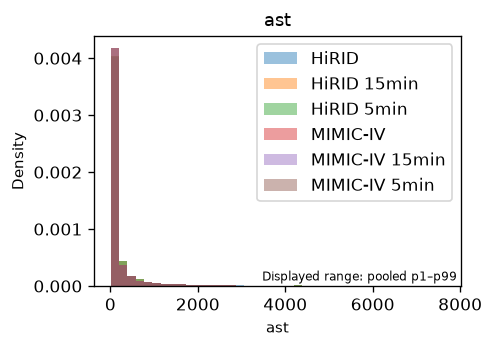 ast
HiRID
HiRID 15min
HiRID 5min
MIMIC-IV
MIMIC-IV 15min
MIMIC-IV 5min
Density
0.004
0.003
0.002
0.001
0.000
Displayed range: pooled p1–p99
0 2000 4000 6000 8000
ast